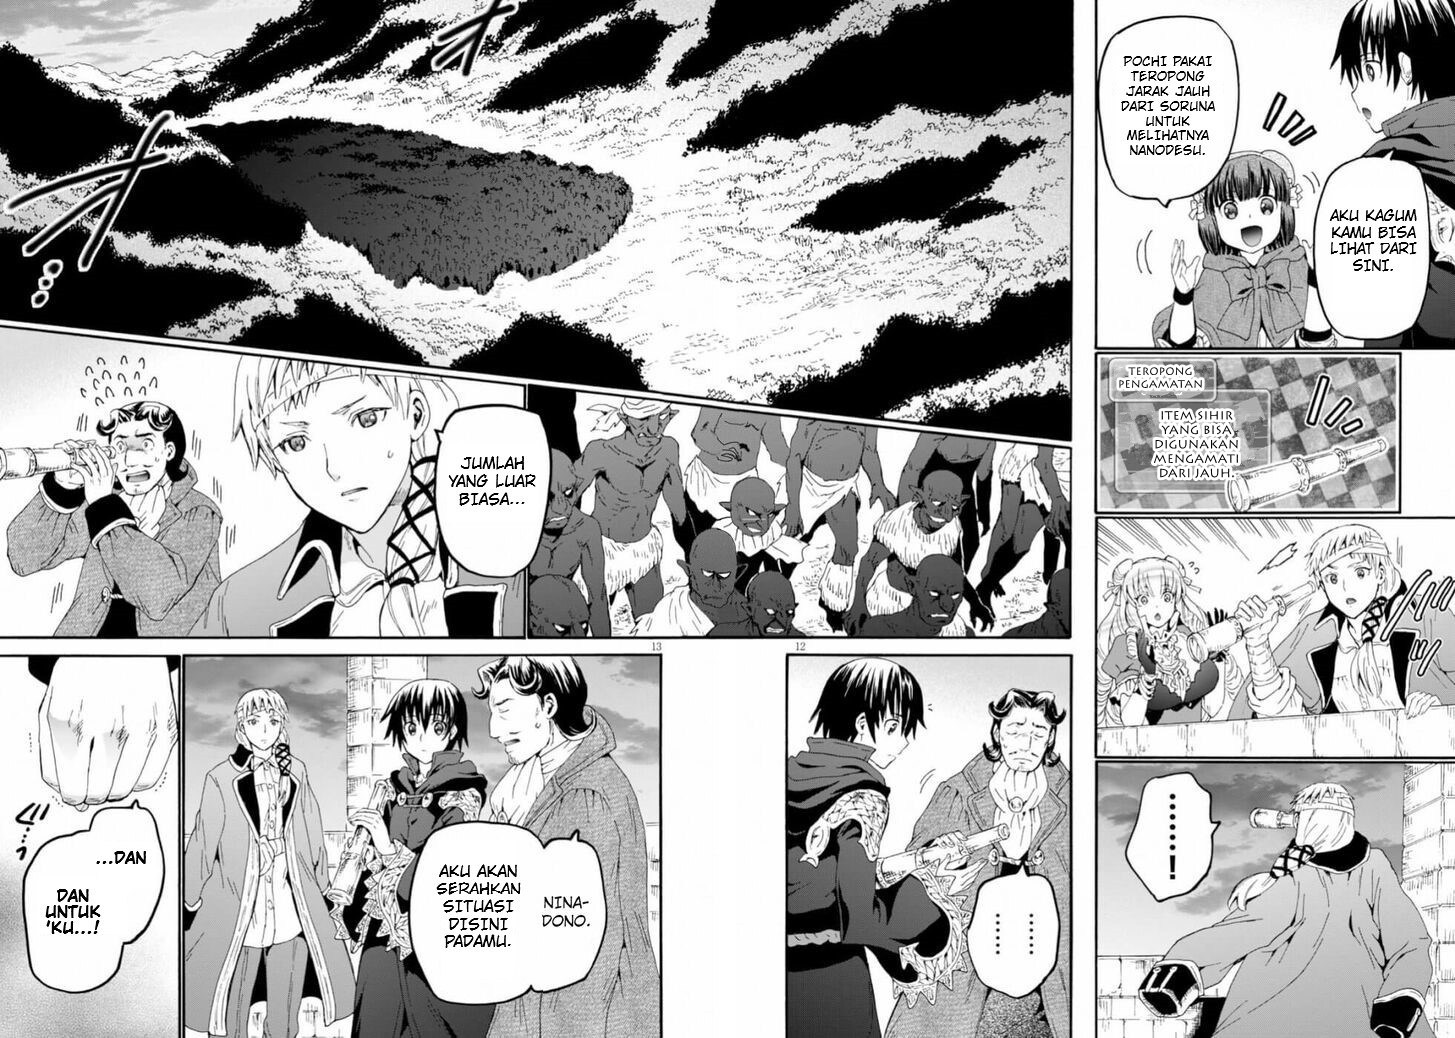 AKU KAGUM
KAMU BISA
LIHAT DARI
SINI.
POCHI PAKAI
TEROPONG
JARAK JAUH
DARI SORUNA
UNTUK
MELIHATNYA
NANODESU.
TEROPONG
PENGAMATAN
ITEM SIHIR
YANG BISA
DIGUNAKAN
MENGAMATI
DARI JAUH.
........!
12
JUMLAH
YANG LUAR
BIASA...
13
NINA-
DONO.
AKU AKAN
SERAHKAN
SITUASI
DISINI
PADAMU.
...DAN
DAN
UNTUK
'KU...!